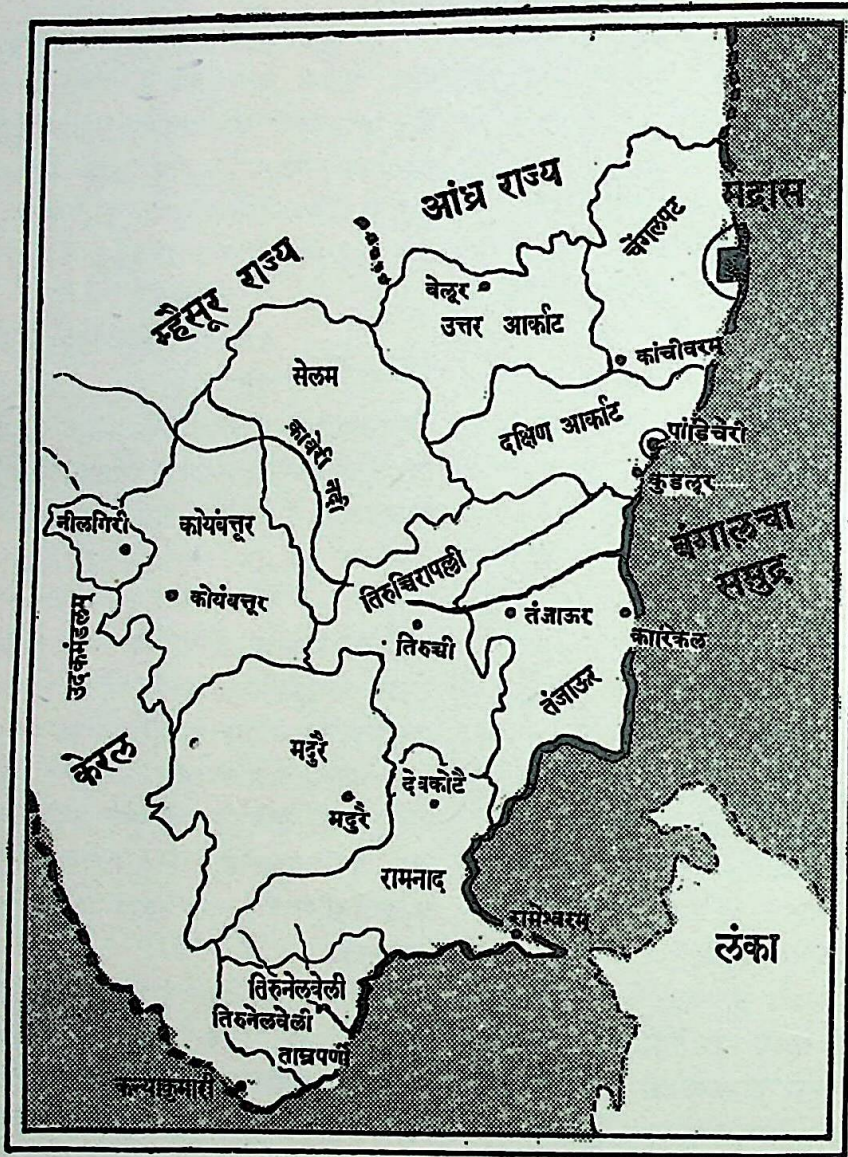 आंध्र राज्य
मद्रास
चेंगलपट
म्हैसूर राज्य
वेलूर
उत्तर आर्काट
कांचीवरम्
सेलम
दक्षिण आर्काट
पांडिचेरी
कावेरी नदी
कुडलूर
नीलगिरी
कोयंबत्तूर
बंगालचा
समुद्र
तिरुच्चिरापल्ली
कोयंबत्तूर
तंजाऊर
कारिकल
तिरुची
उदकमंडलम्
तंजाऊर
केरल
मदुरै
देवकोटै
मदुरै
रामनाद
रामेश्वरम्
लंका
तिरुनेलवेली
तिरुनेलवेली
ताम्रपर्णी
कन्याकुमारी